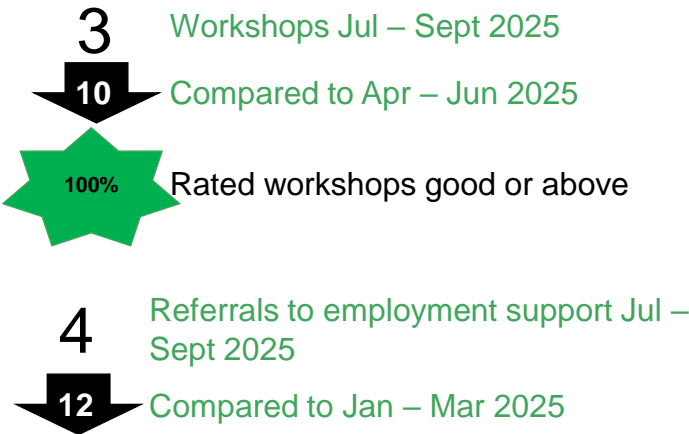 3
Workshops Jul – Sept 2025
10
Compared to Apr – Jun 2025
100%
Rated workshops good or above
4
Referrals to employment support Jul –
Sept 2025
12
Compared to Jan – Mar 2025